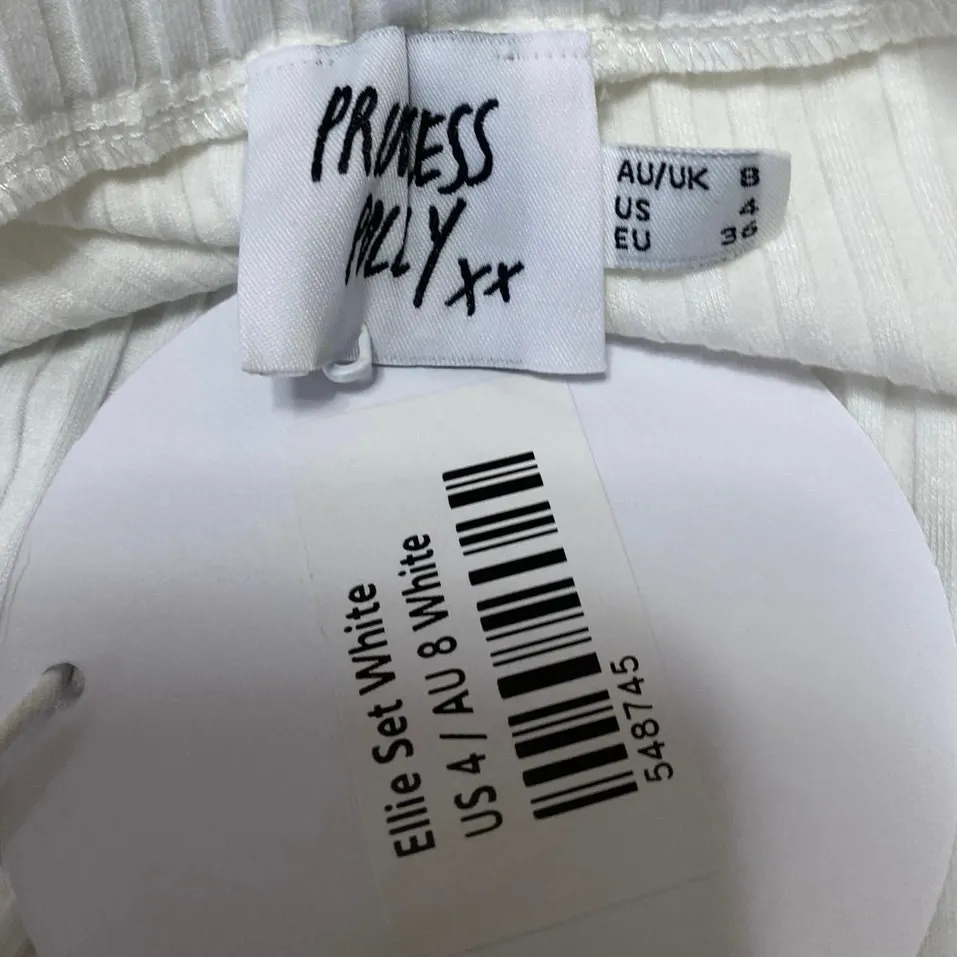 PRINCESS
POLLY xx
AU/UK 8
US 4
EU 36
Ellie Set White
US 4 / AU 8 White
548745